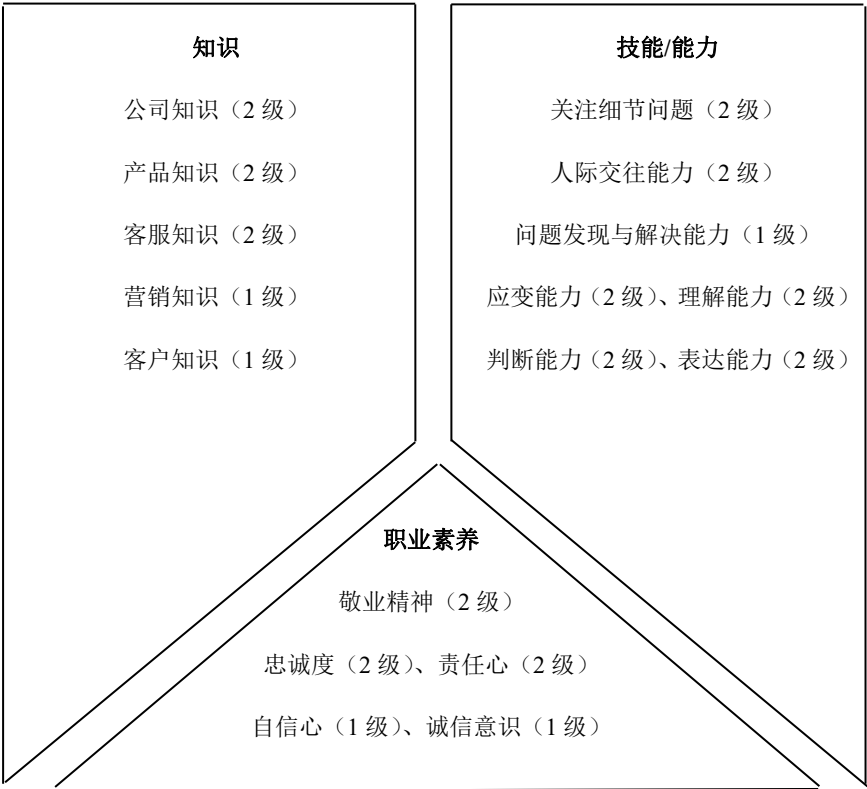 知识
公司知识（2 级）
产品知识（2 级）
客服知识（2 级）
营销知识（1 级）
客户知识（1 级）
技能/能力
关注细节问题（2 级）
人际交往能力（2 级）
问题发现与解决能力（1 级）
应变能力（2 级）、理解能力（2 级）
判断能力（2 级）、表达能力（2 级）
职业素养
敬业精神（2 级）
忠诚度（2 级）、责任心（2 级）
自信心（1 级）、诚信意识（1 级）